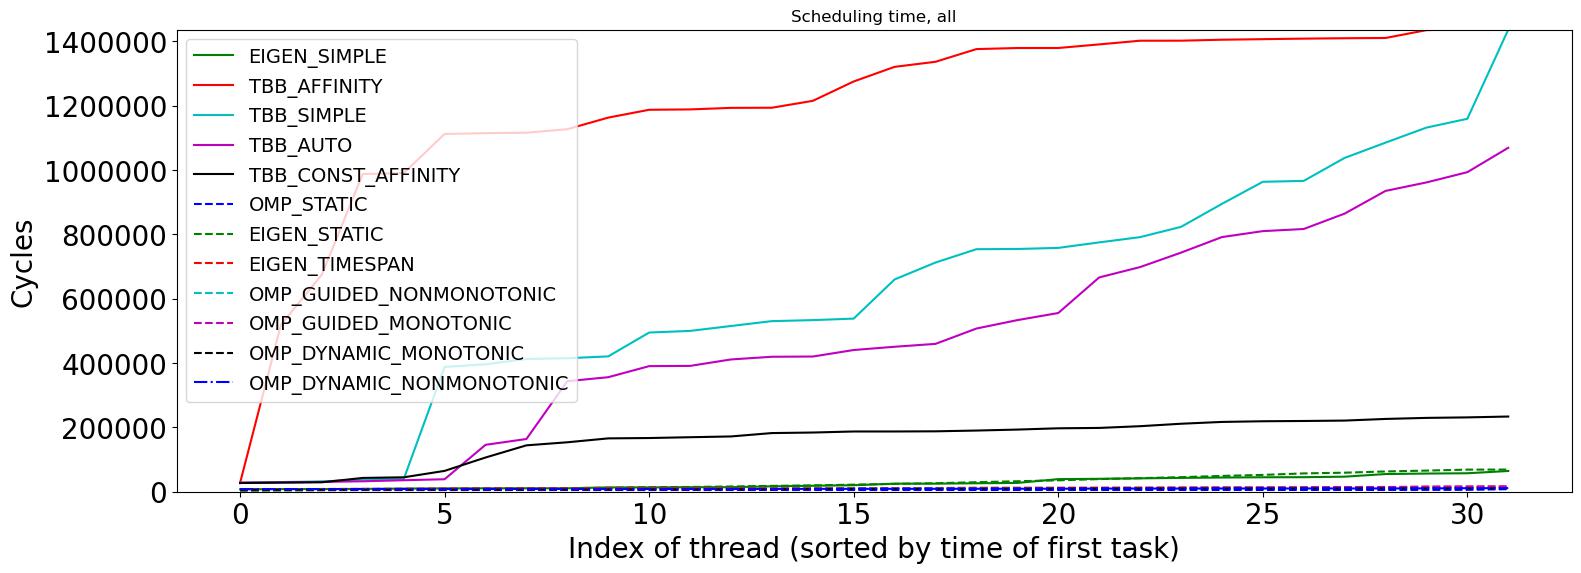 Scheduling time, all
1400000
1200000
1000000
800000
600000
400000
200000
0
Cycles
EIGEN_SIMPLE
TBB_AFFINITY
TBB_SIMPLE
TBB_AUTO
TBB_CONST_AFFINITY
OMP_STATIC
EIGEN_STATIC
EIGEN_TIMESPAN
OMP_GUIDED_NONMONOTONIC
OMP_GUIDED_MONOTONIC
OMP_DYNAMIC_MONOTONIC
OMP_DYNAMIC_NONMONOTONIC
0 5 10 15 20 25 30
Index of thread (sorted by time of first task)